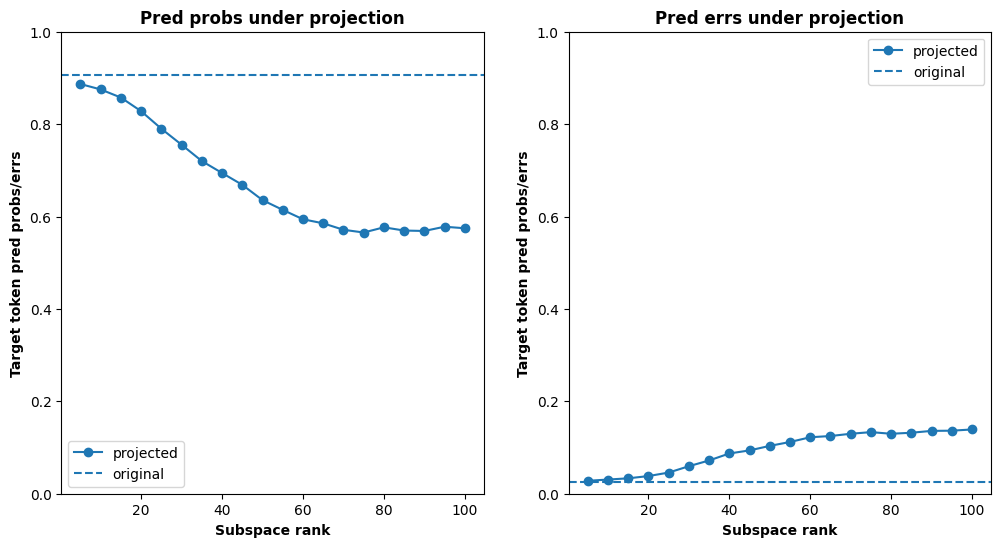 Pred probs under projection
Target token pred probs/errs
1.0
0.8
0.6
0.4
0.2
0.0
projected
original
20
40
60
80
100
Subspace rank
Pred errs under projection
Target token pred probs/errs
1.0
0.8
0.6
0.4
0.2
0.0
projected
original
20
40
60
80
100
Subspace rank